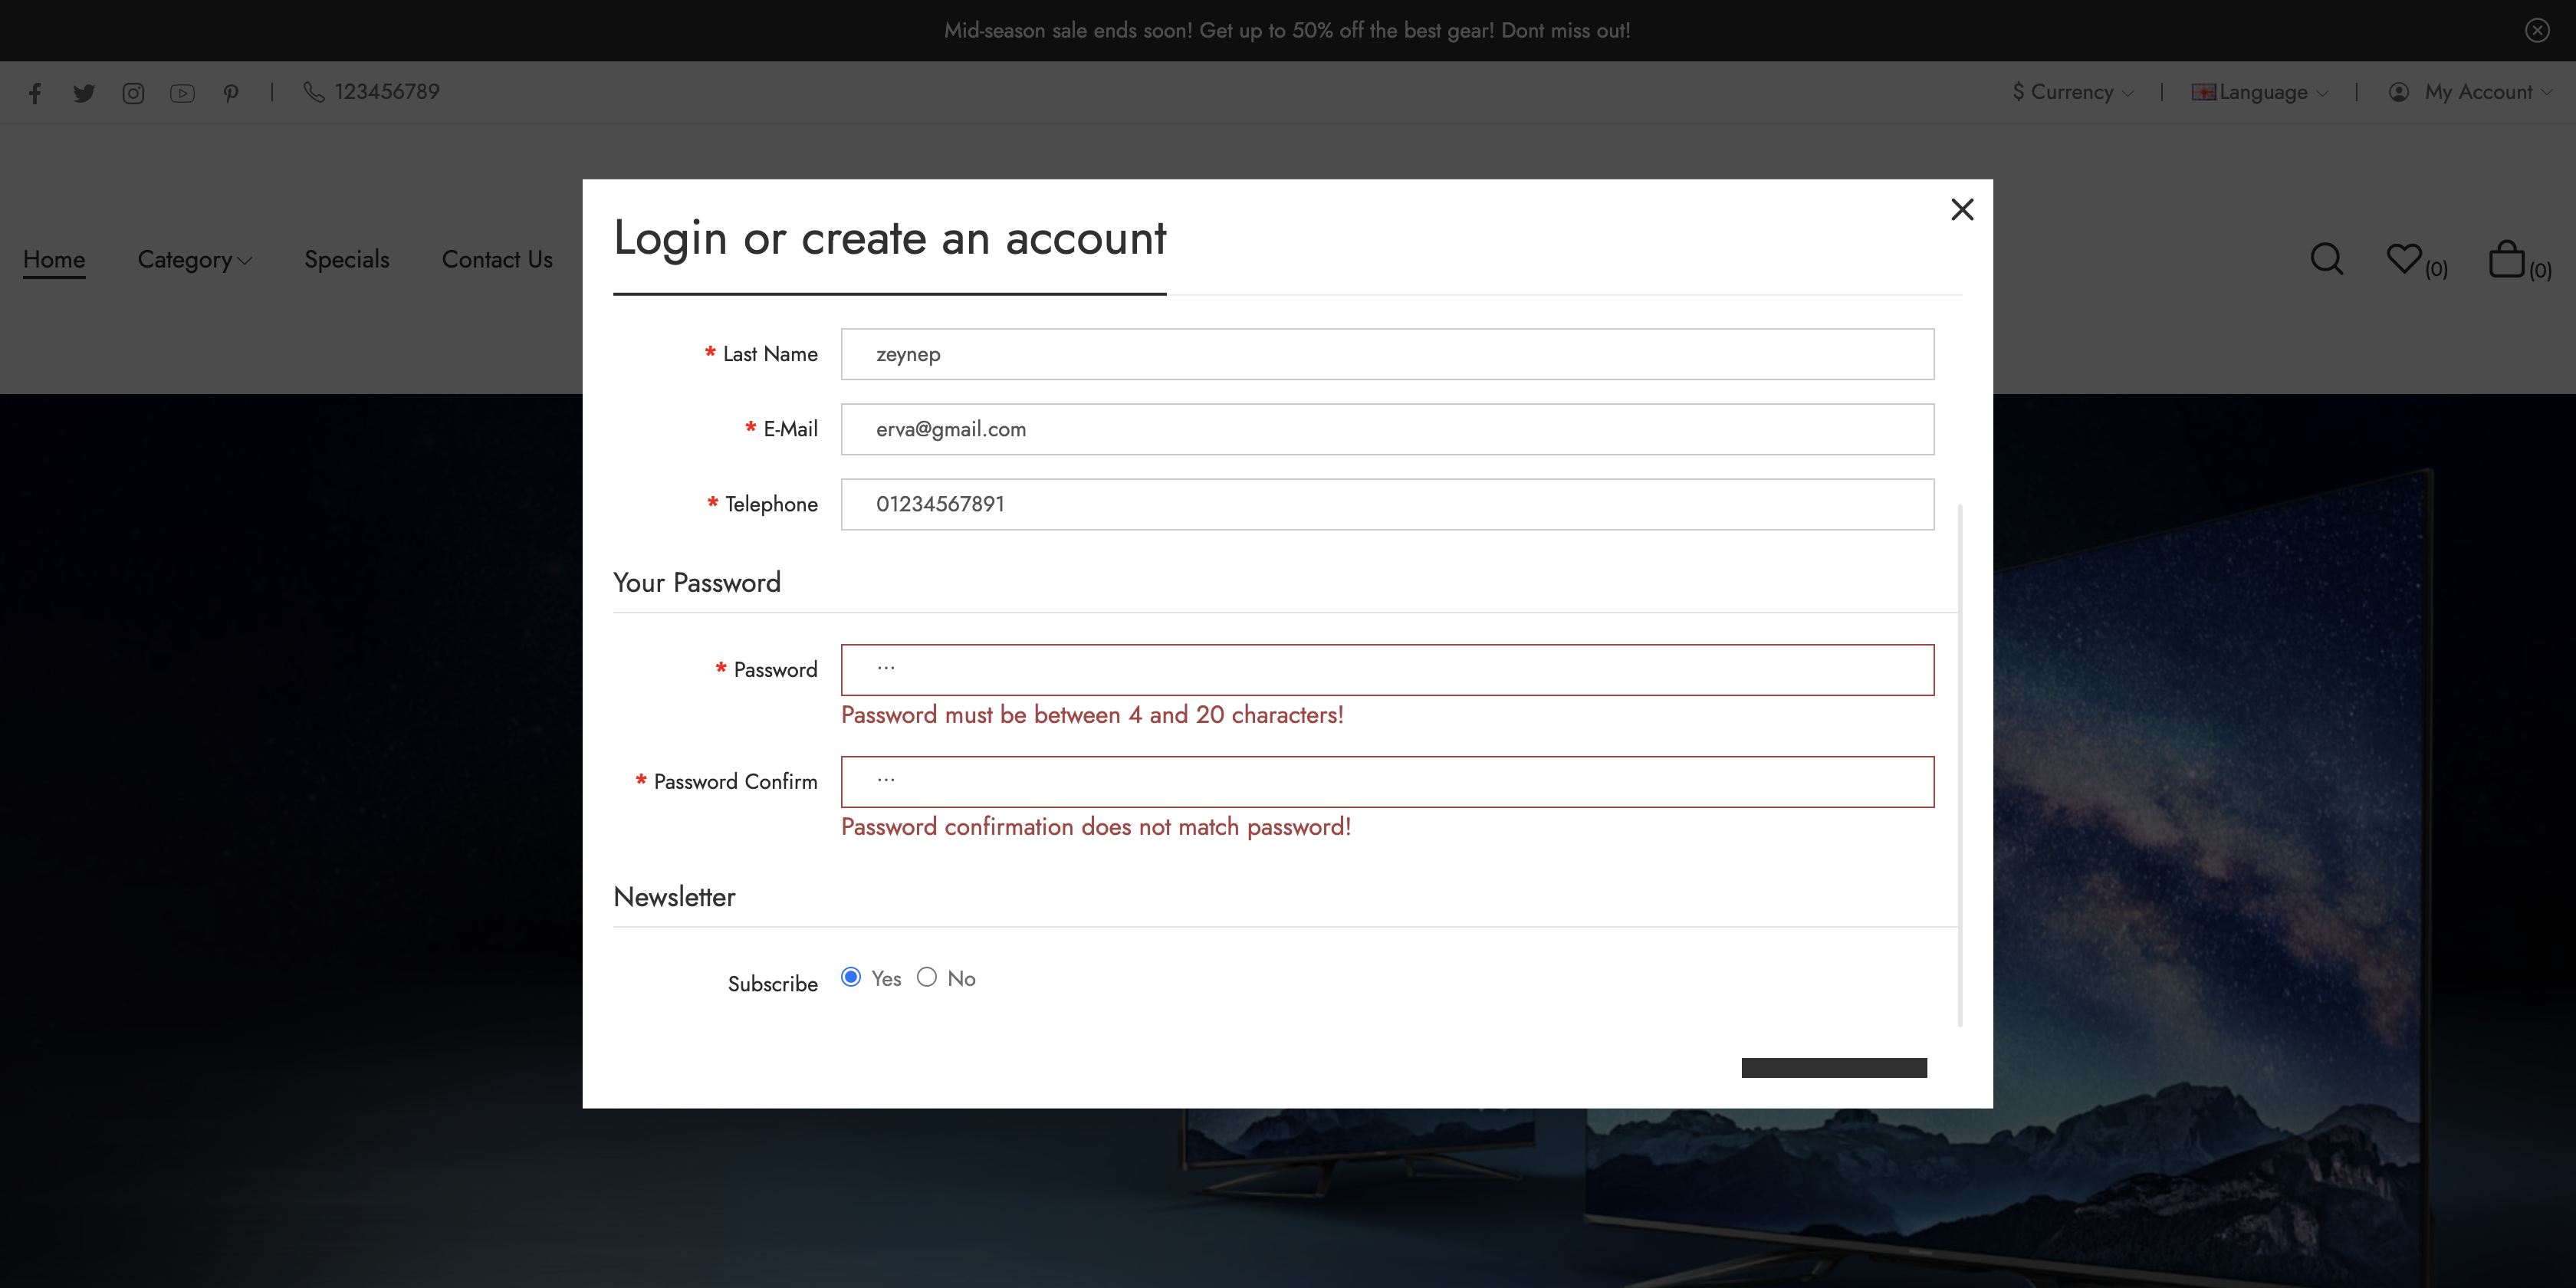 Mid-season sale ends soon! Get up to 50% off the best gear! Dont miss out!
123456789
$ Currency
Language
My Account
Home
Category
Specials
Contact Us
(0)
(0)
Login or create an account
* Last Name
zeynep
* E-Mail
erva@gmail.com
* Telephone
01234567891
Your Password
* Password
Password must be between 4 and 20 characters!
* Password Confirm
Password confirmation does not match password!
Newsletter
Subscribe
Yes
No